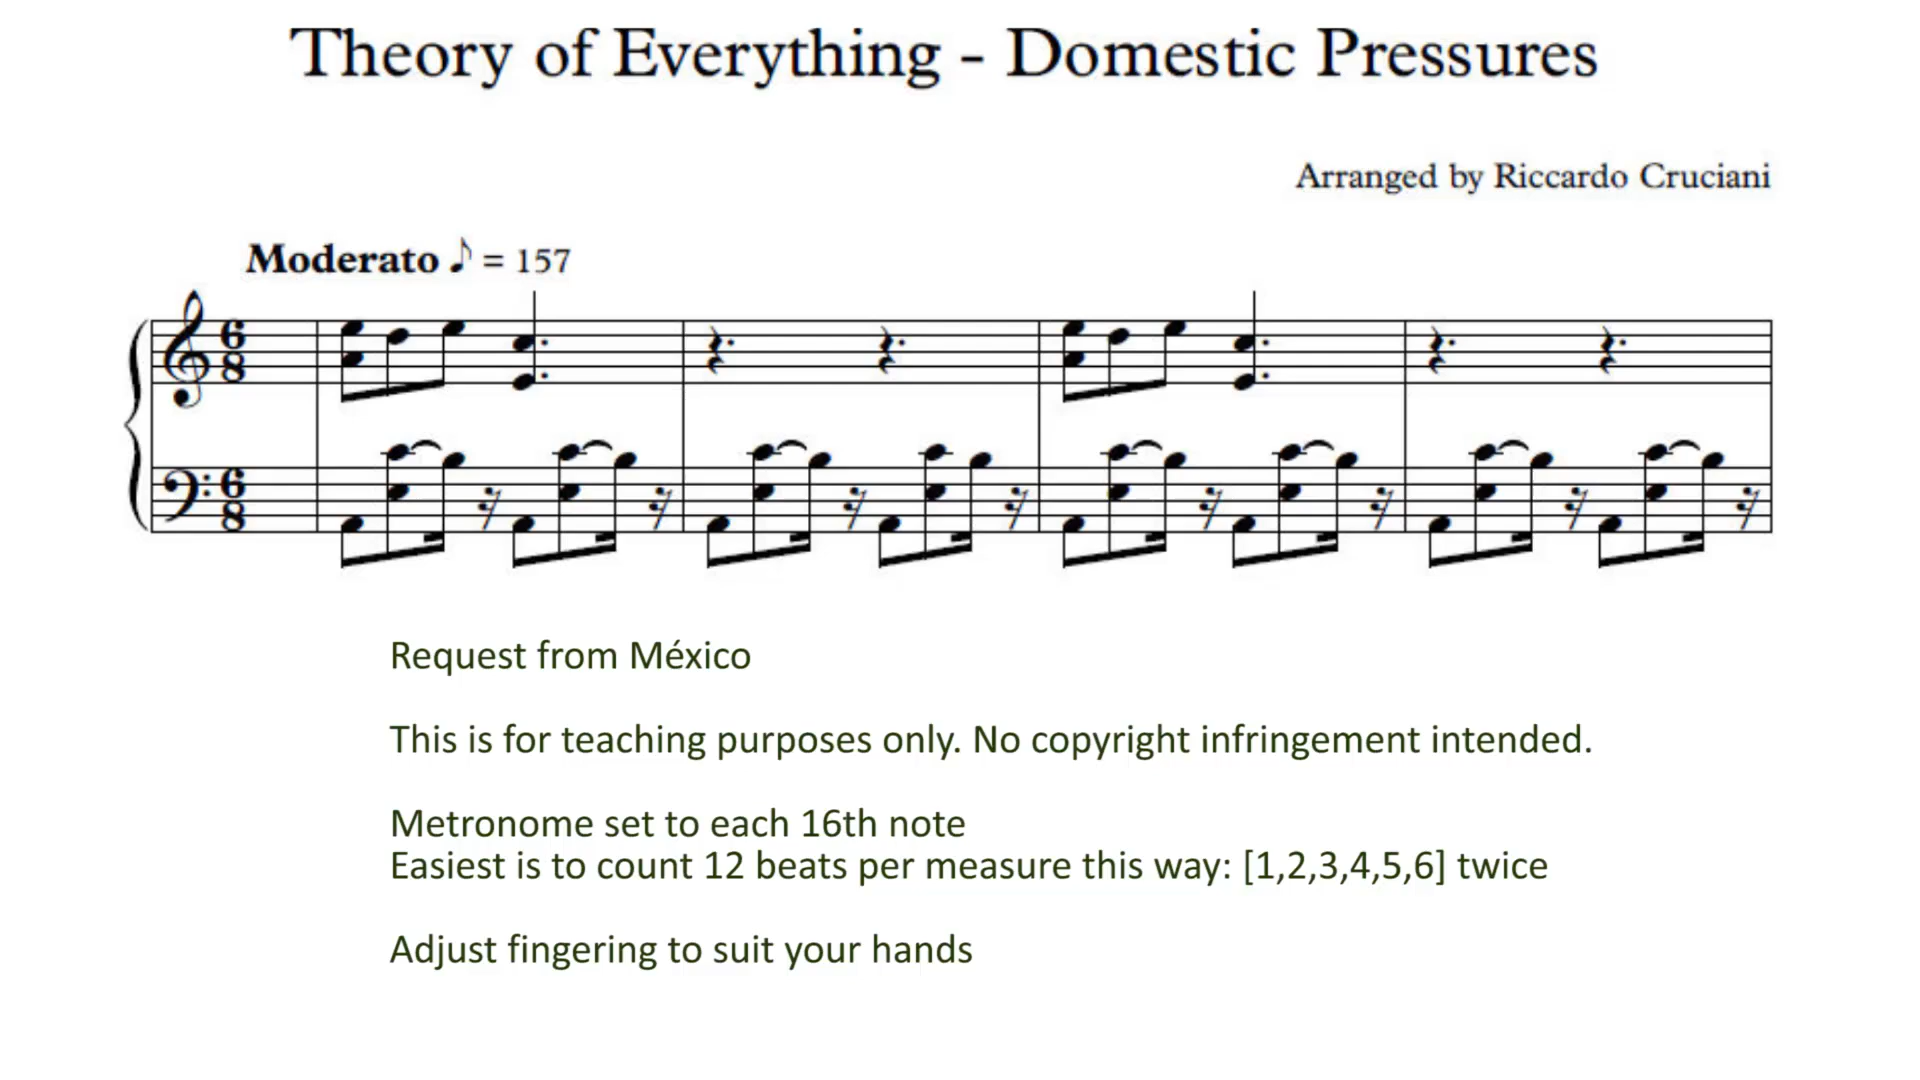 Theory of Everything - Domestic Pressures
Arranged by Riccardo Cruciani
Moderato ♪ = 157
6
8
6
8
Request from México
This is for teaching purposes only. No copyright infringement intended.
Metronome set to each 16th note
Easiest is to count 12 beats per measure this way: [1,2,3,4,5,6] twice
Adjust fingering to suit your hands